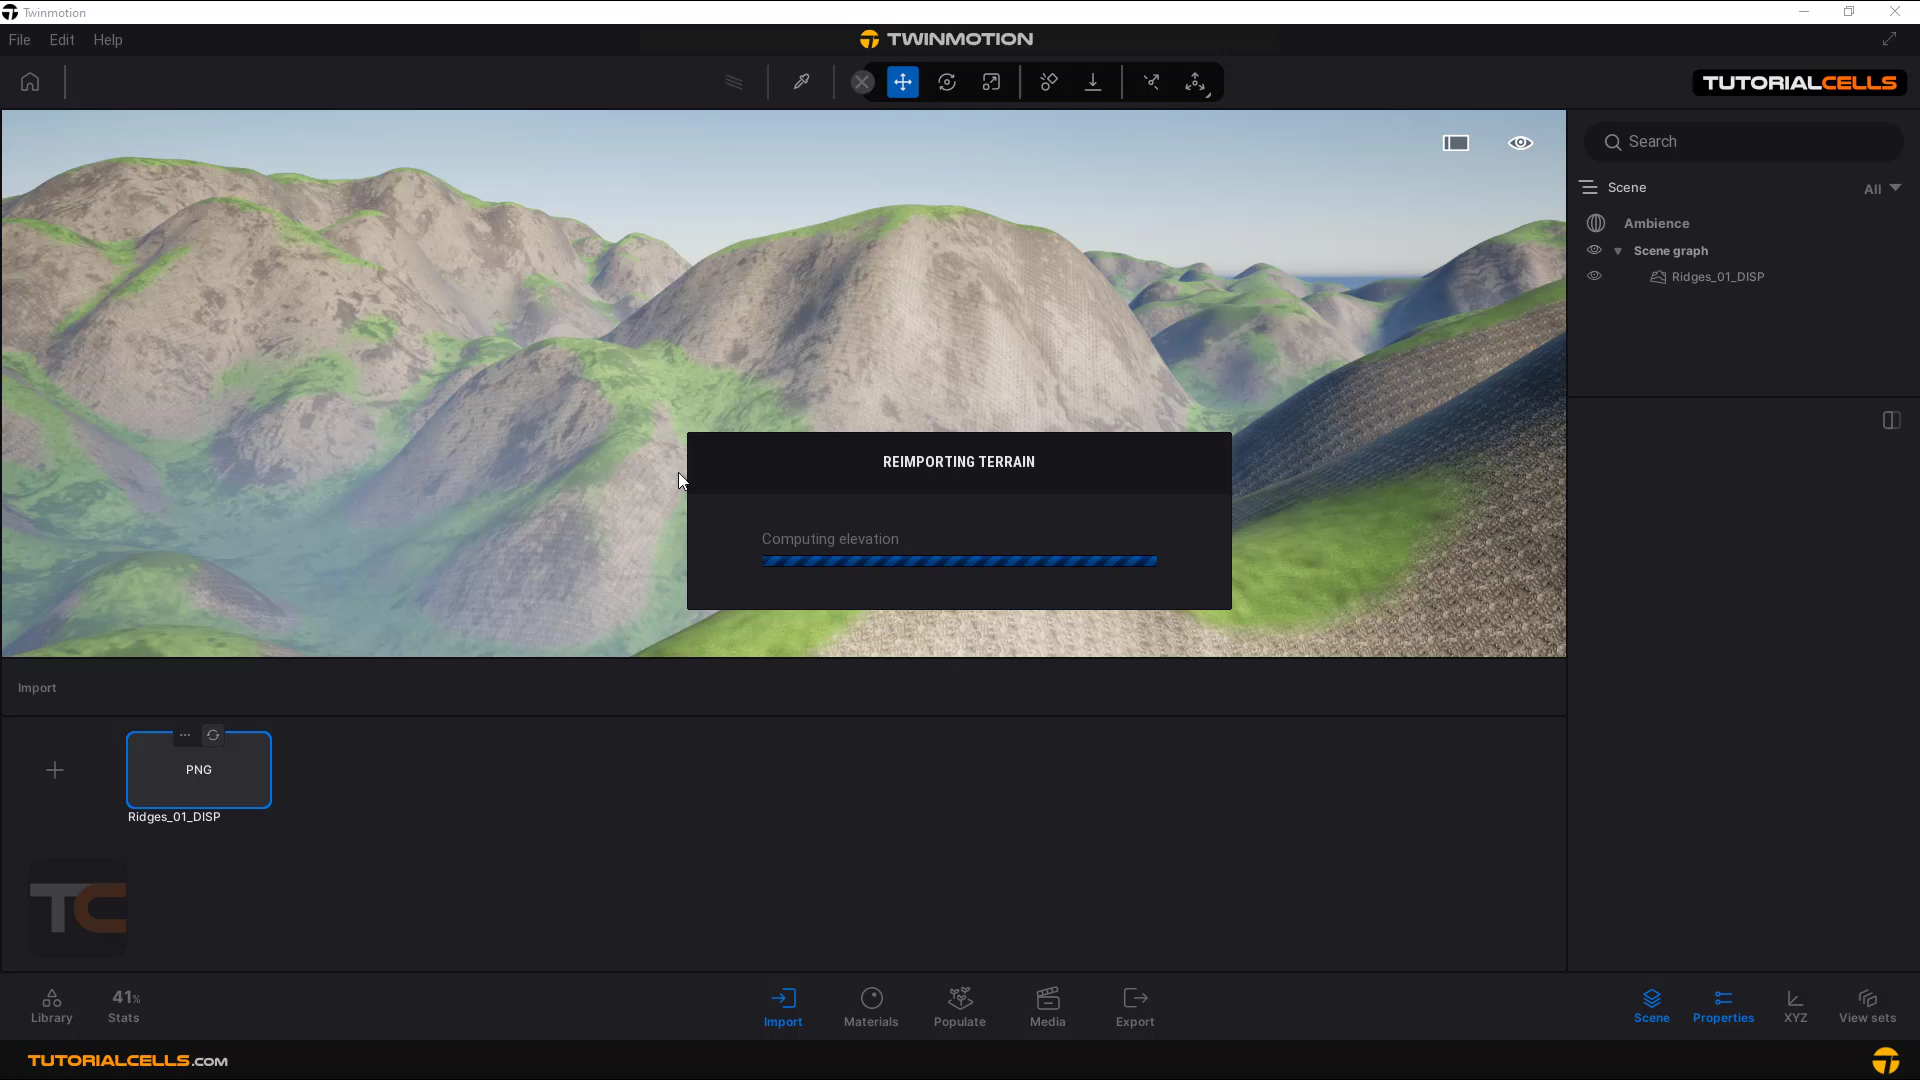 Twinmotion
File Edit Help
TWINMOTION
TUTORIALCELLS
Search
Scene
All
Ambience
Scene graph
Ridges_01_DISP
REIMPORTING TERRAIN
Computing elevation
Import
PNG
Ridges_01_DISP
TC
41%
Library
Stats
Import
Materials
Populate
Media
Export
Scene
Properties
XYZ
View sets
TUTORIALCELLS.COM